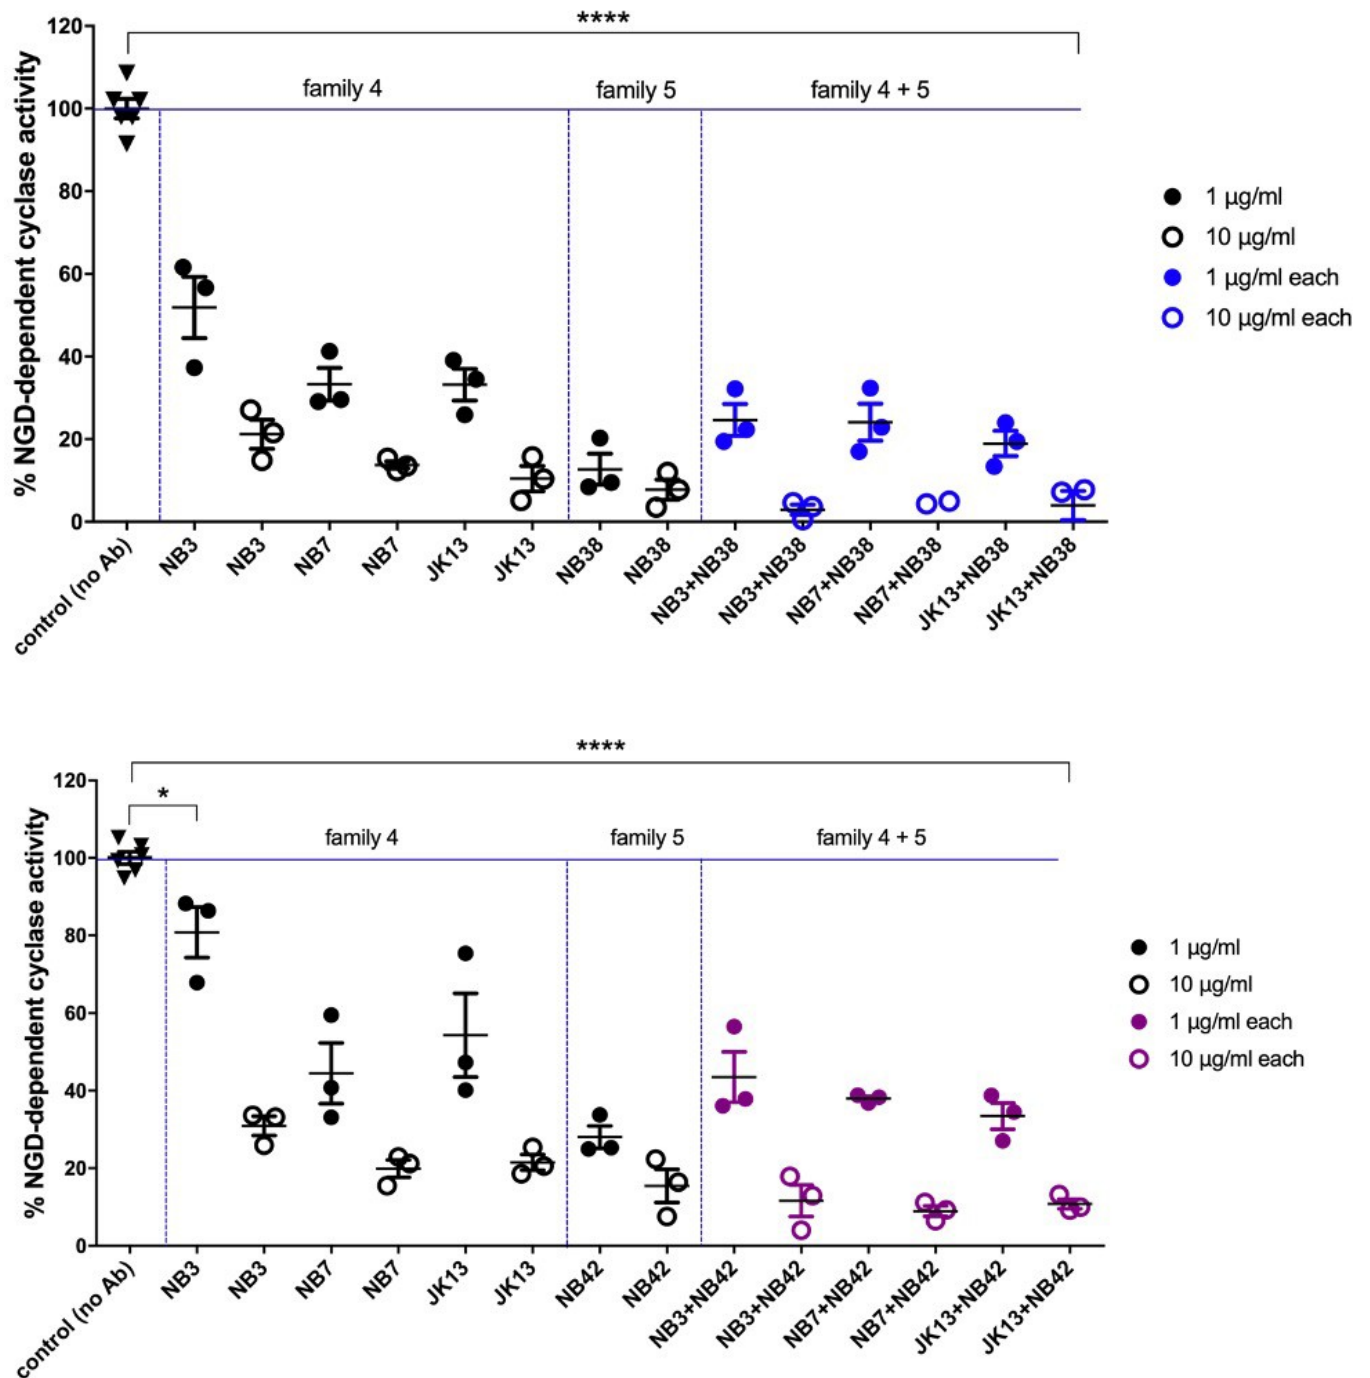 ****
120
100
80
60
40
20
0
% NGD-dependent cyclase activity
family 4
family 5
family 4 + 5
control (no Ab)
NB3
NB3
NB7
NB7
JK13
JK13
NB38
NB38
NB3+NB38
NB3+NB38
NB7+NB38
NB7+NB38
JK13+NB38
JK13+NB38
1 µg/ml
10 µg/ml
1 µg/ml each
10 µg/ml each
****
*
120
100
80
60
40
20
0
% NGD-dependent cyclase activity
family 4
family 5
family 4 + 5
control (no Ab)
NB3
NB3
NB7
NB7
JK13
JK13
NB42
NB42
NB3+NB42
NB3+NB42
NB7+NB42
NB7+NB42
JK13+NB42
JK13+NB42
1 µg/ml
10 µg/ml
1 µg/ml each
10 µg/ml each